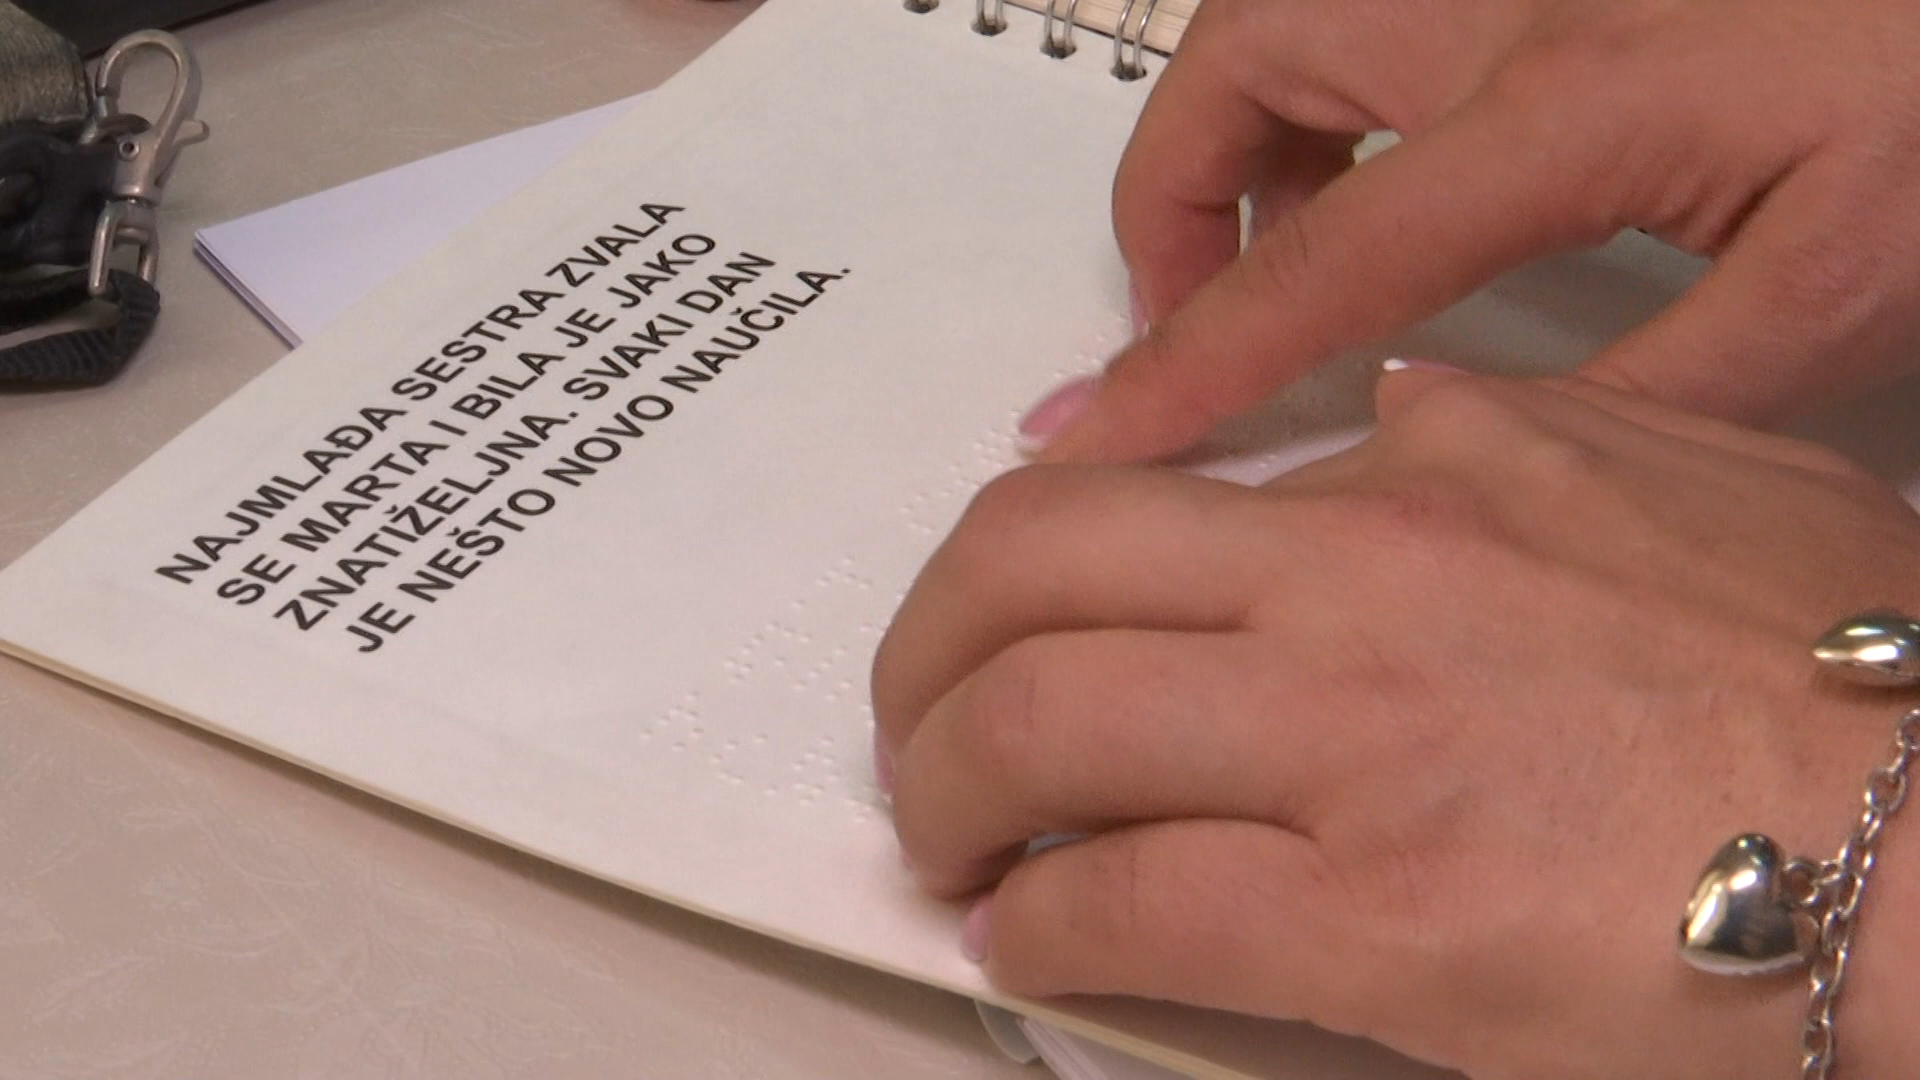 NAJMLAĐA SESTRA ZVALA
SE MARTA I BILA JE JAKO
ZNATIŽELJNA. SVAKI DAN
JE NEŠTO NOVO NAUČILA.